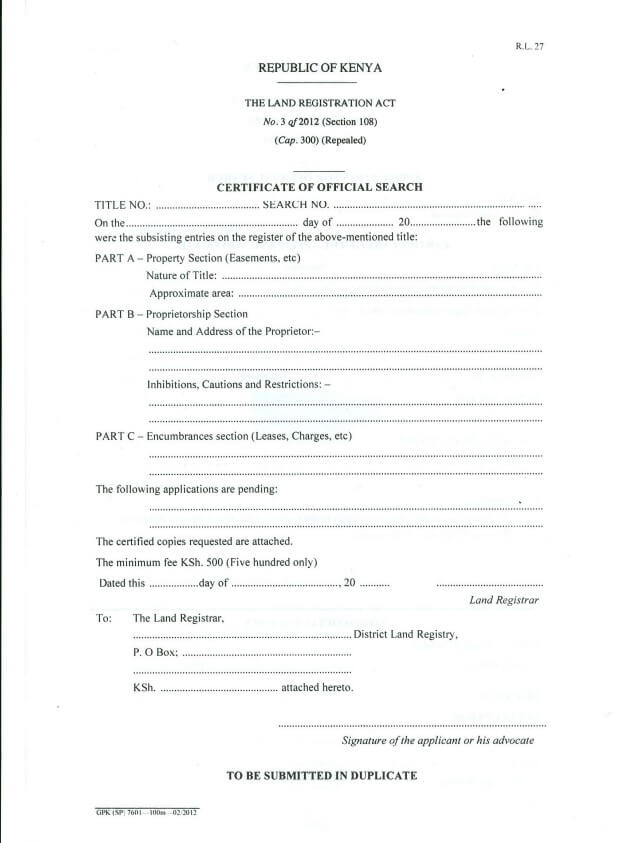 R.L. 27
REPUBLIC OF KENYA
THE LAND REGISTRATION ACT
No. 3 of 2012 (Section 108)
(Cap. 300) (Repealed)
CERTIFICATE OF OFFICIAL SEARCH
TITLE NO.: ...................................... SEARCH NO. ......................................................................
On the.............................................................. day of ..................... 20........................the following
were the subsisting entries on the register of the above-mentioned title:
PART A – Property Section (Easements, etc)
Nature of Title: ......................................................................................................................
Approximate area: ................................................................................................................
PART B – Proprietorship Section
Name and Address of the Proprietor:–
..................................................................................................................................................
..................................................................................................................................................
Inhibitions, Cautions and Restrictions: –
..................................................................................................................................................
..................................................................................................................................................
PART C – Encumbrances section (Leases, Charges, etc)
..................................................................................................................................................
..................................................................................................................................................
The following applications are pending:
..................................................................................................................................................
..................................................................................................................................................
The certified copies requested are attached.
The minimum fee KSh. 500 (Five hundred only)
Dated this ..................day of ........................................, 20 ........... .......................................
Land Registrar
To: The Land Registrar,
................................................................................ District Land Registry,
P. O Box: ..............................................................
................................................................................
KSh. ........................................... attached hereto.
..................................................................................................
Signature of the applicant or his advocate
TO BE SUBMITTED IN DUPLICATE
GPK (SP) 7601—100m—02/2012